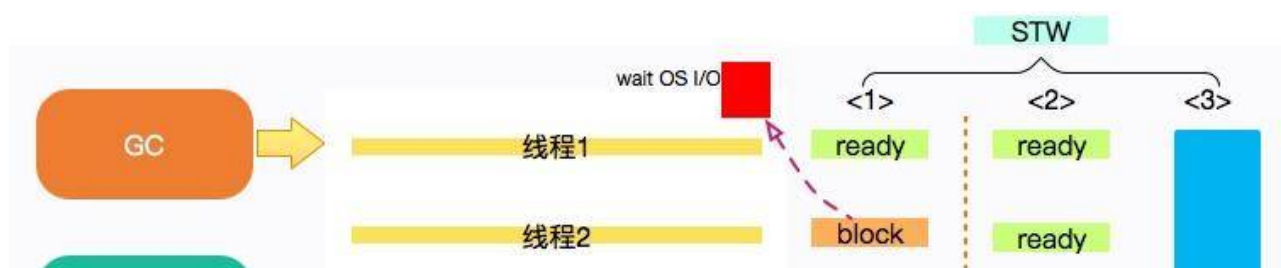 STW
wait OS I/O
<1> <2> <3>
GC 线程1 ready ready
线程2 block ready